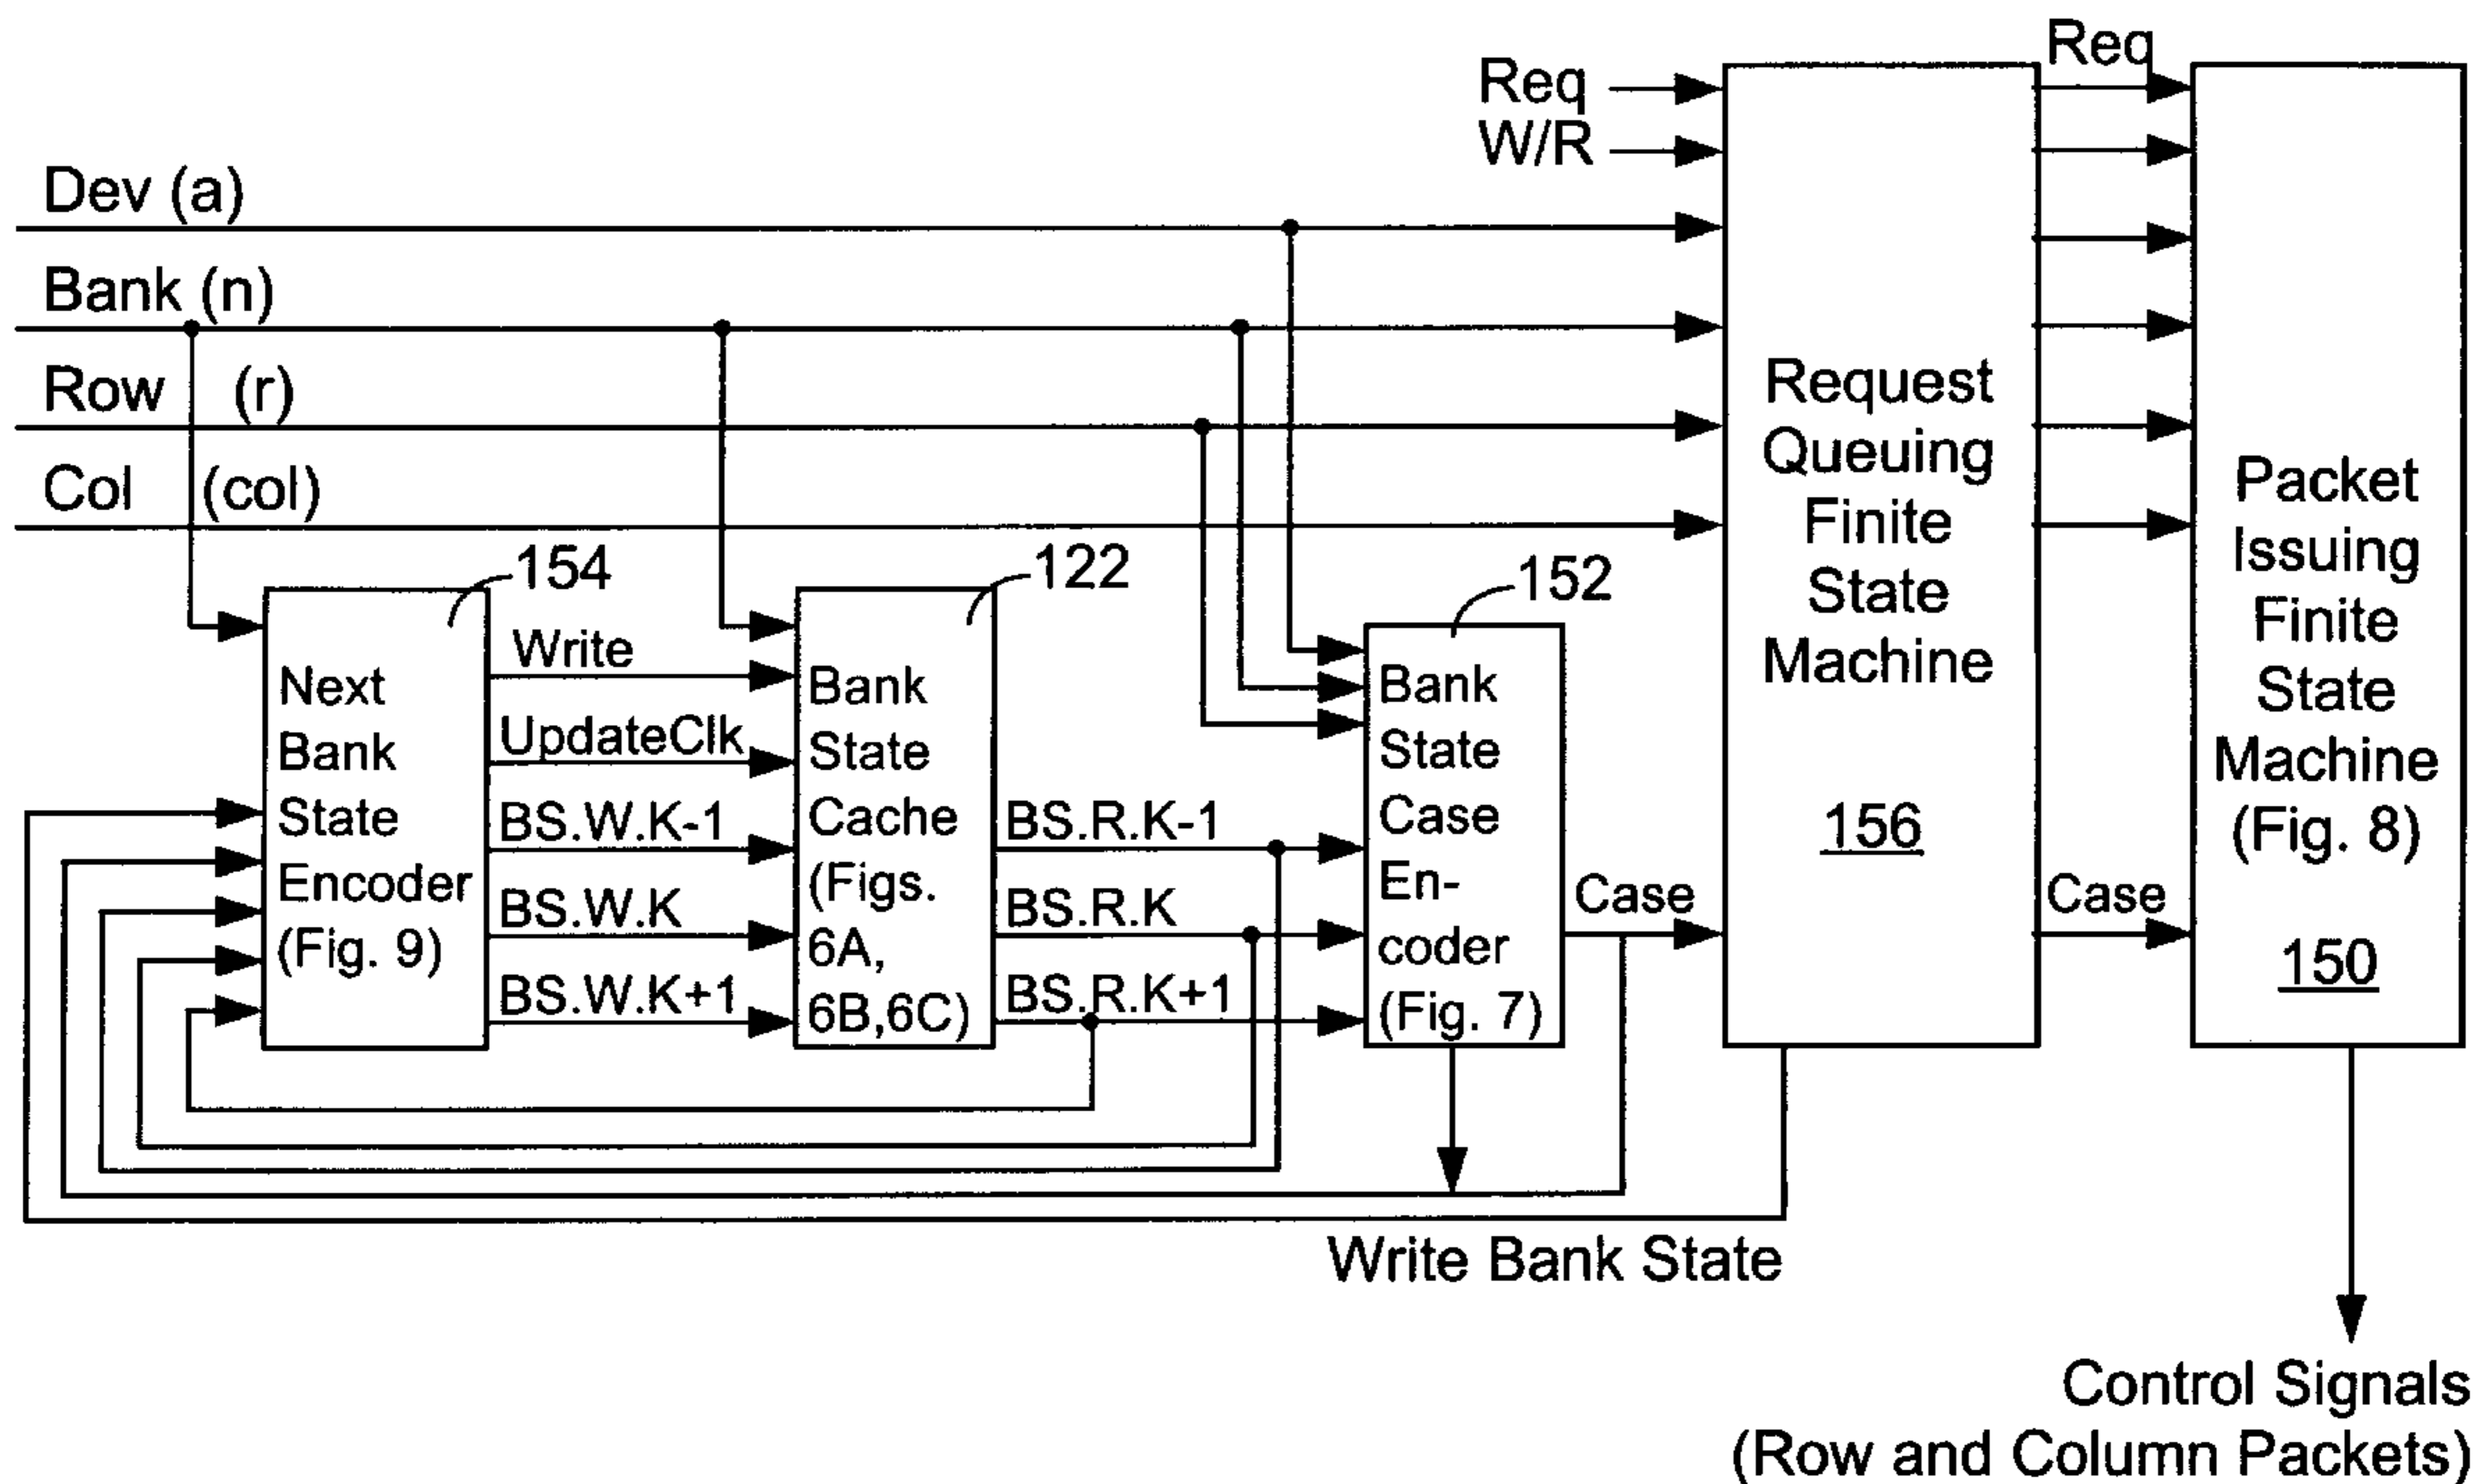 Req
Req
W/R
Dev (a)
Bank (n)
Row (r)
Col (col)
154
122
152
Write
UpdateClk
BS.W.K-1
BS.W.K
BS.W.K+1
Next
Bank
State
Encoder
(Fig. 9)
Bank
State
Cache
(Figs.
6A,
6B,6C)
BS.R.K-1
BS.R.K
BS.R.K+1
Bank
State
Case
En-
coder
(Fig. 7)
Case
Request
Queuing
Finite
State
Machine
156
Case
Packet
Issuing
Finite
State
Machine
(Fig. 8)
150
Write Bank State
Control Signals
(Row and Column Packets)